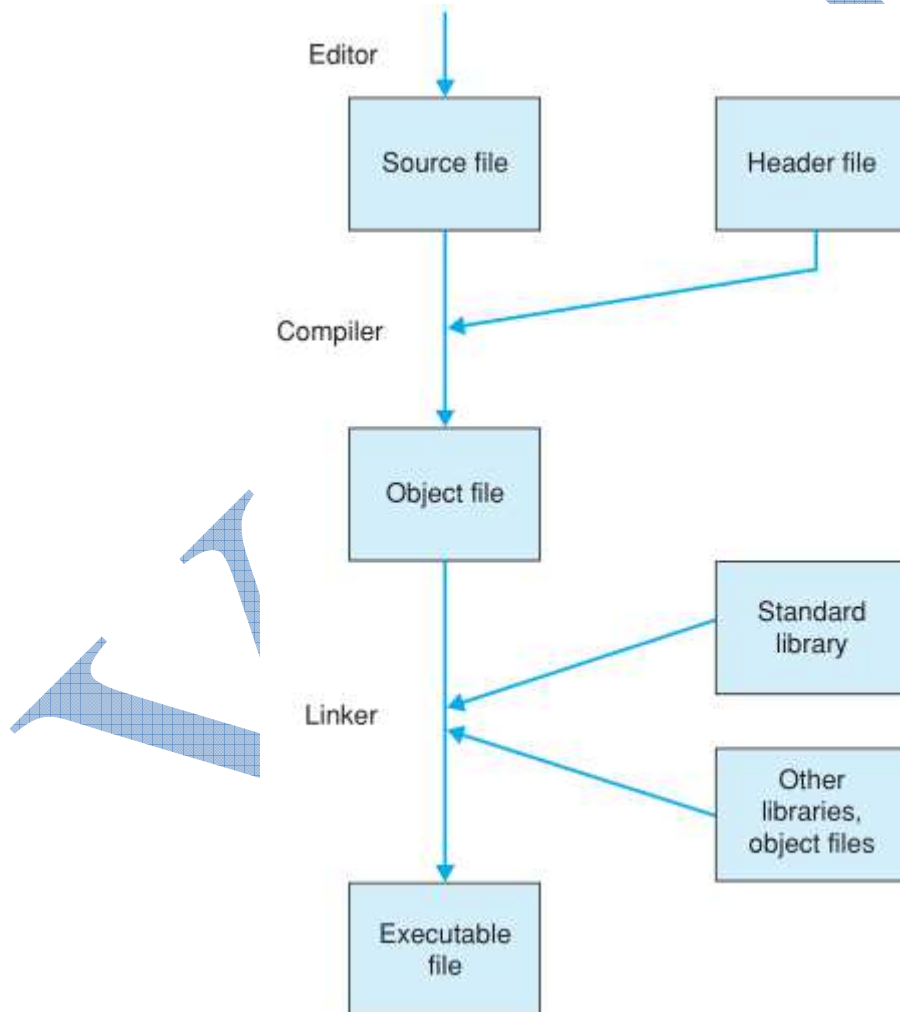 Editor
Source file
Header file
Compiler
Object file
Standard
library
Linker
Other
libraries,
object files
Executable
file